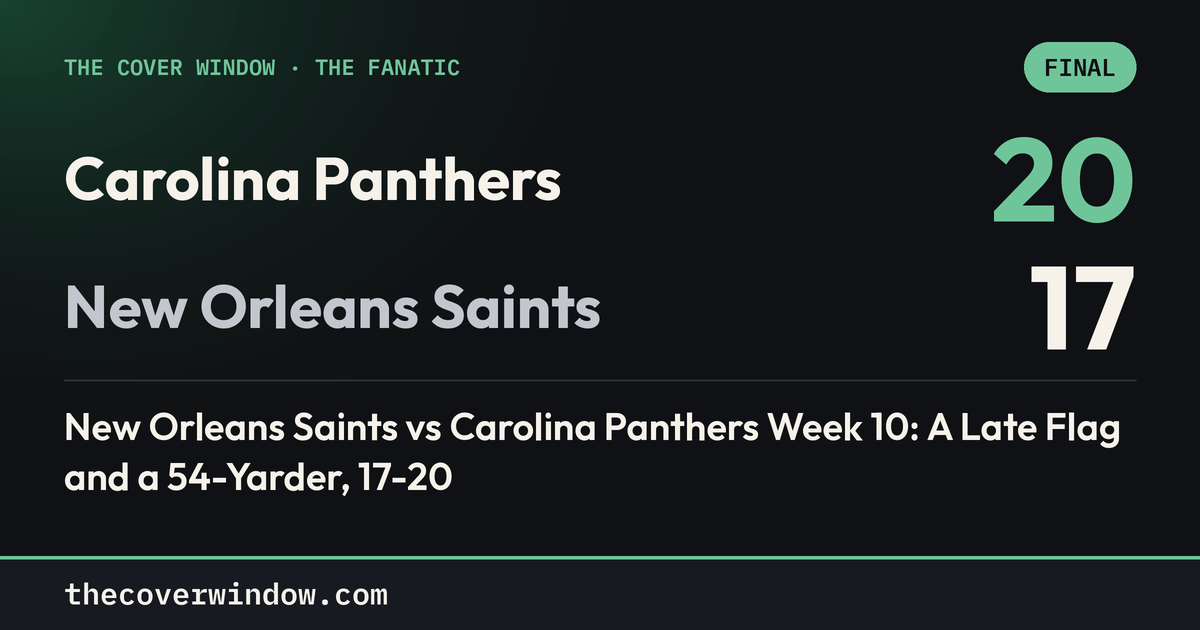 THE COVER WINDOW · THE FANATIC
FINAL
Carolina Panthers
20
New Orleans Saints
17
New Orleans Saints vs Carolina Panthers Week 10: A Late Flag
and a 54-Yarder, 17-20
thecoverwindow.com